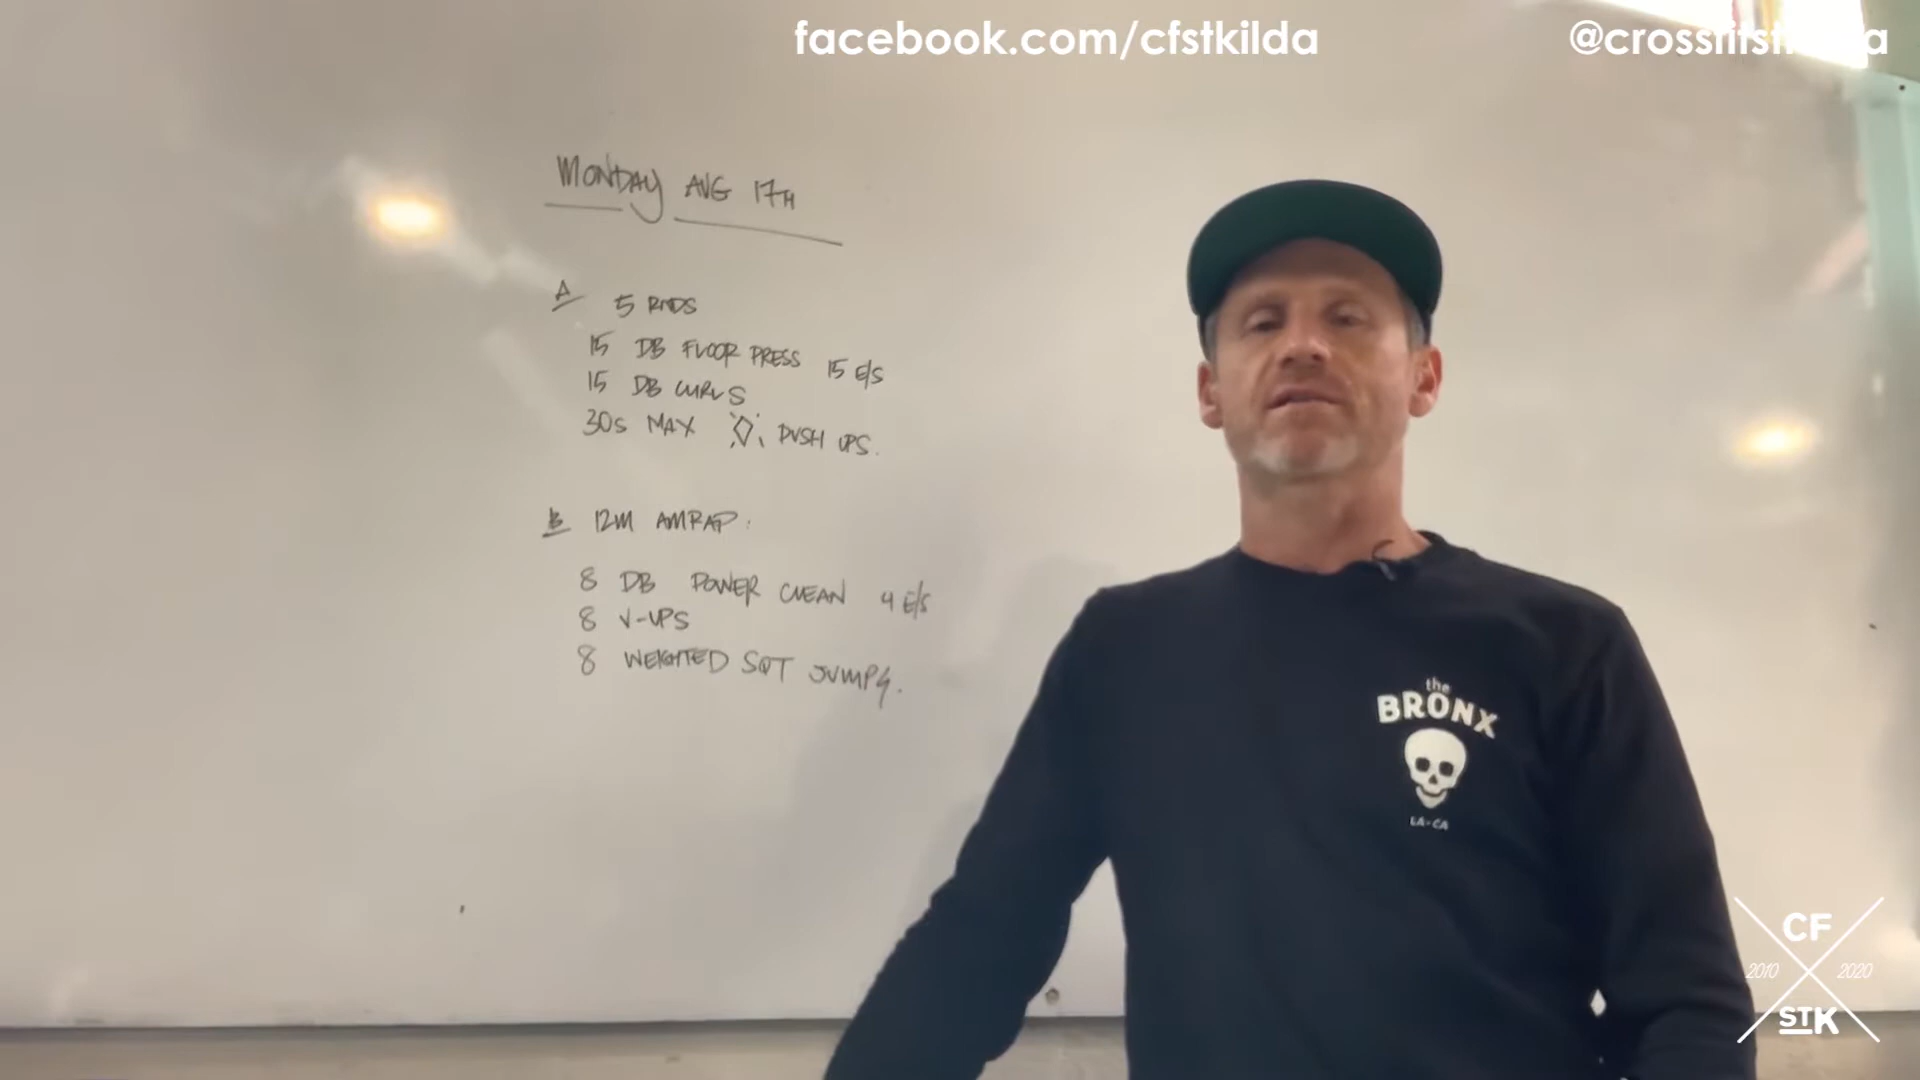 facebook.com/cfstkilda
MONDAY AUG 17TH
A 5 RNDS
15 DB FLOOR PRESS 15 E/S
15 DB CURLS
30s MAX PUSH UPS.
B 12M AMRAP:
8 DB POWER CLEAN 4 E/S
8 V-UPS
8 WEIGHTED SQT JUMPS.
the
BRONX
LA-CA
CF
2010 2020
STK